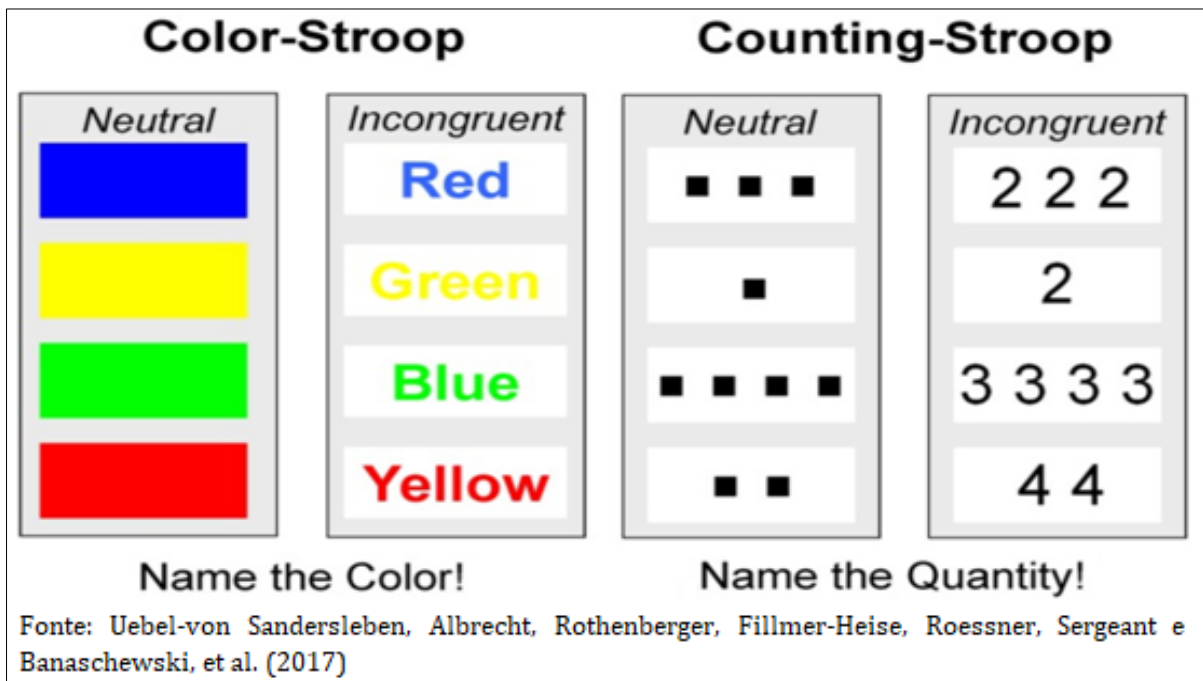 Color-Stroop
Counting-Stroop
Neutral
Incongruent
Neutral
Incongruent
Red
2 2 2
Green
2
Blue
3 3 3 3
Yellow
4 4
Name the Color!
Name the Quantity!
Fonte: Uebel-von Sandersleben, Albrecht, Rothenberger, Fillmer-Heise, Roessner, Sergeant e
Banaschewski, et al. (2017)